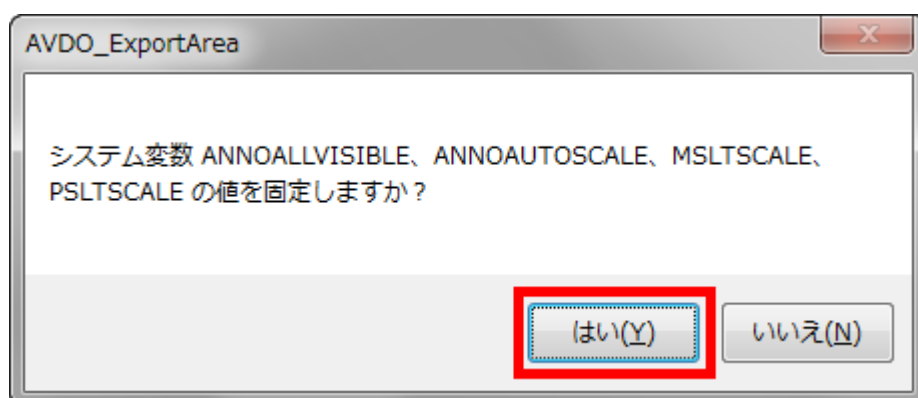 AVDO_ExportArea
システム変数 ANNOALLVISIBLE、ANNOAUTOSCALE、MSLTSCALE、
PSLTSCALE の値を固定しますか？
はい(Y)
いいえ(N)